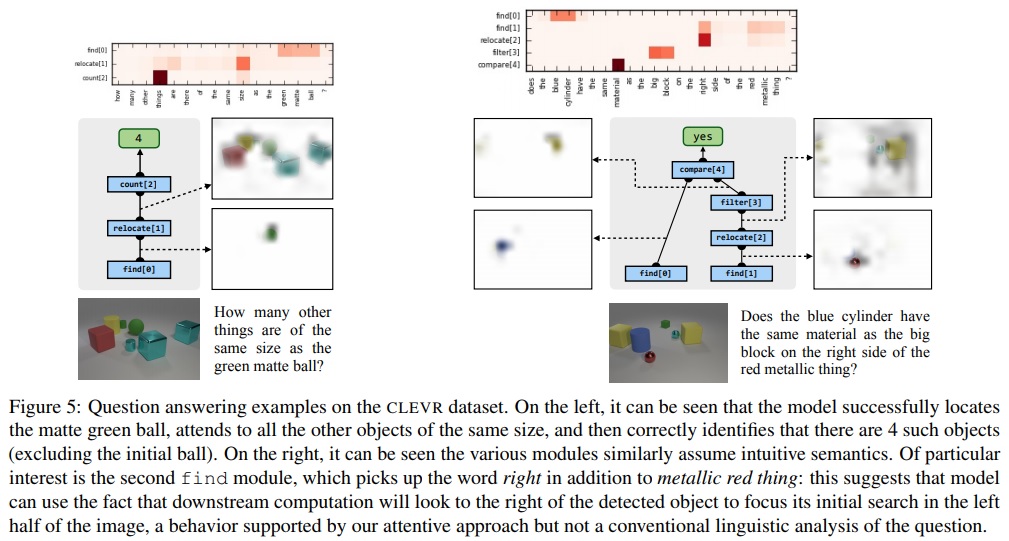 find[0]
relocate[1]
count[2]
how many other things are there of the same size as the green matte ball ?
find[0]
find[1]
relocate[2]
filter[3]
compare[4]
does the blue cylinder have the same material as the big block on the right side of the red metallic thing ?
4
count[2]
relocate[1]
find[0]
How many other
things are of the
same size as the
green matte ball?
yes
compare[4]
filter[3]
relocate[2]
find[0]
find[1]
Does the blue cylinder have
the same material as the big
block on the right side of the
red metallic thing?
Figure 5: Question answering examples on the CLEVR dataset. On the left, it can be seen that the model successfully locates
the matte green ball, attends to all the other objects of the same size, and then correctly identifies that there are 4 such objects
(excluding the initial ball). On the right, it can be seen the various modules similarly assume intuitive semantics. Of particular
interest is the second find module, which picks up the word right in addition to metallic red thing: this suggests that model
can use the fact that downstream computation will look to the right of the detected object to focus its initial search in the left
half of the image, a behavior supported by our attentive approach but not a conventional linguistic analysis of the question.